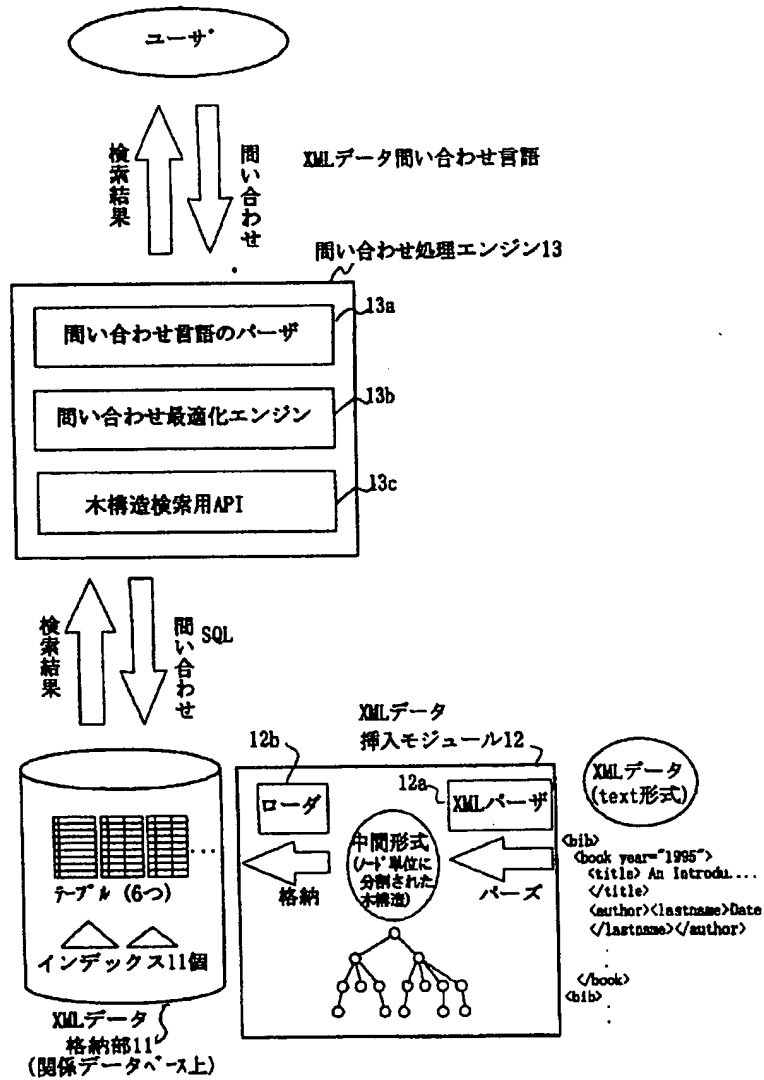 ユーザ
検索結果
問い合わせ
XMLデータ問い合わせ言語
問い合わせ処理エンジン13
問い合わせ言語のパーザ
13a
問い合わせ最適化エンジン
13b
木構造検索用API
13c
検索結果
問い合わせ
SQL
XMLデータ
挿入モジュール12
12b
ローダ
12a
XMLパーザ
XMLデータ
(text形式)
中間形式
(ノード単位に
分割された
木構造)
格納
パーズ
<bib>
<book year="1995">
<title> An Introdu....
</title>
<author><lastname>Date
</lastname></author>
.
.
</book>
<bib>
.
...
テーブル (6つ)
インデックス11個
XMLデータ
格納部11
(関係データベース上)